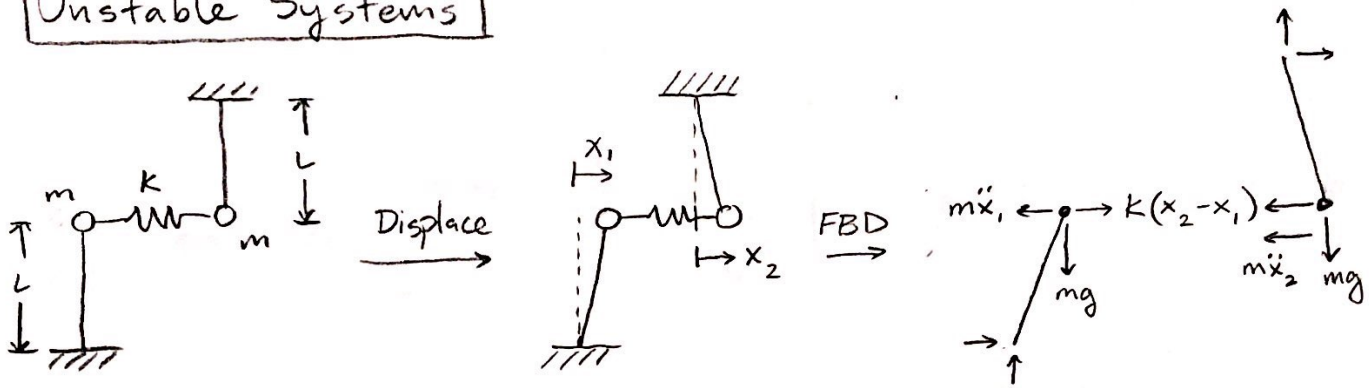 Unstable Systems
L
m
k
m
L
Displace
x₁
x₂
FBD
mẍ₁
k(x₂-x₁)
mg
mẍ₂
mg